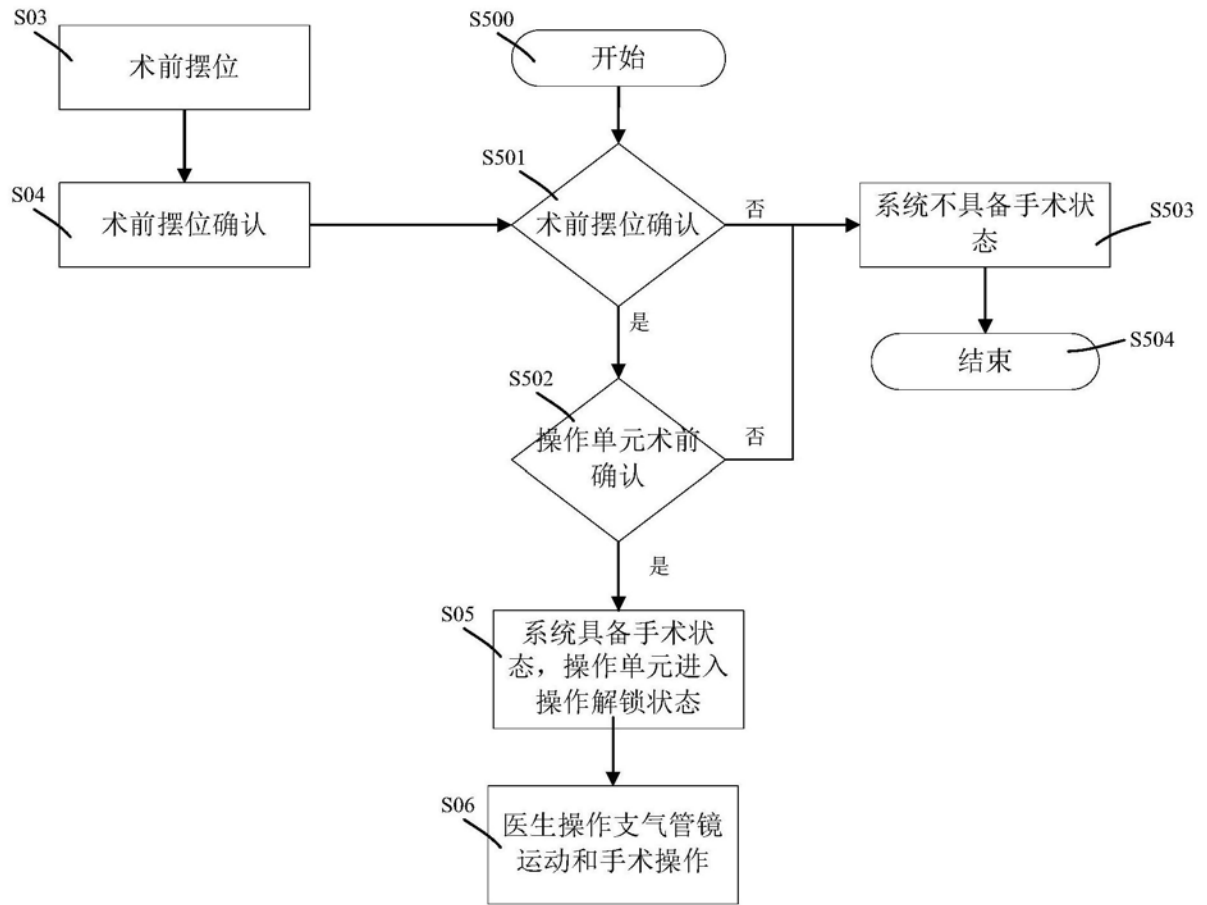 S03
术前摆位
S500
开始
S501
S04
术前摆位确认
术前摆位确认
否
系统不具备手术状
态
S503
是
结束
S504
S502
操作单元术前
确认
否
是
S05
系统具备手术状
态，操作单元进入
操作解锁状态
S06
医生操作支气管镜
运动和手术操作